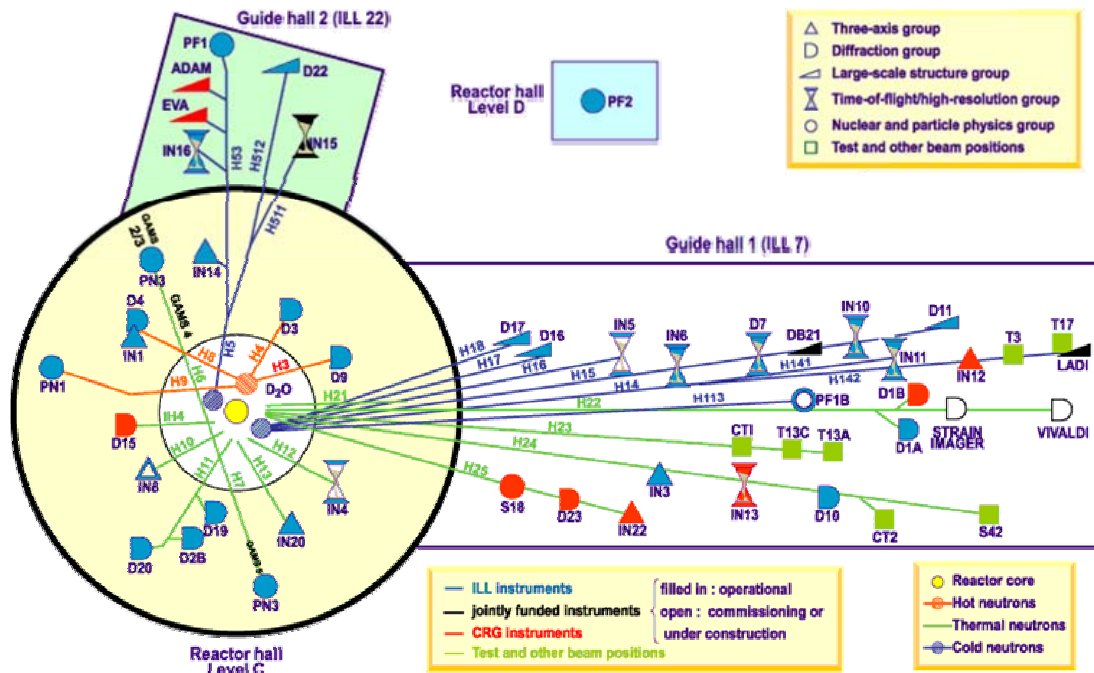 Guide hall 2 (ILL 22)
PF1
ADAM
D22
EVA
IN15
IN16
H53
H512
H511
Reactor hall
Level D
PF2
Three-axis group
Diffraction group
Large-scale structure group
Time-of-flight/high-resolution group
Nuclear and particle physics group
Test and other beam positions
GAMS
2/3
PN3
IN14
GAMS 4
D4
IN1
D3
H8
H5
H4
H3
D9
PN1
H9
H6
D2O
H21
D15
IH4
H10
H12
IN8
H11
H7
H13
IN4
D19
IN20
D2B
D20
GAMS 5
PN3
Reactor hall
Level C
Guide hall 1 (ILL 7)
D17
D16
IN5
IN6
D7
DB21
IN10
D11
IN11
T3
T17
LADI
IN12
H18
H17
H16
H15
H14
H141
H142
H113
H22
PF1B
D1B
D1A
STRAIN
IMAGER
VIVALDI
H23
CTI
T13C
T13A
H24
H25
S18
D23
IN22
IN3
IN13
D10
CT2
S42
ILL instruments
jointly funded instruments
CRG instruments
Test and other beam positions
filled in : operational
open : commissioning or
under construction
Reactor core
Hot neutrons
Thermal neutrons
Cold neutrons